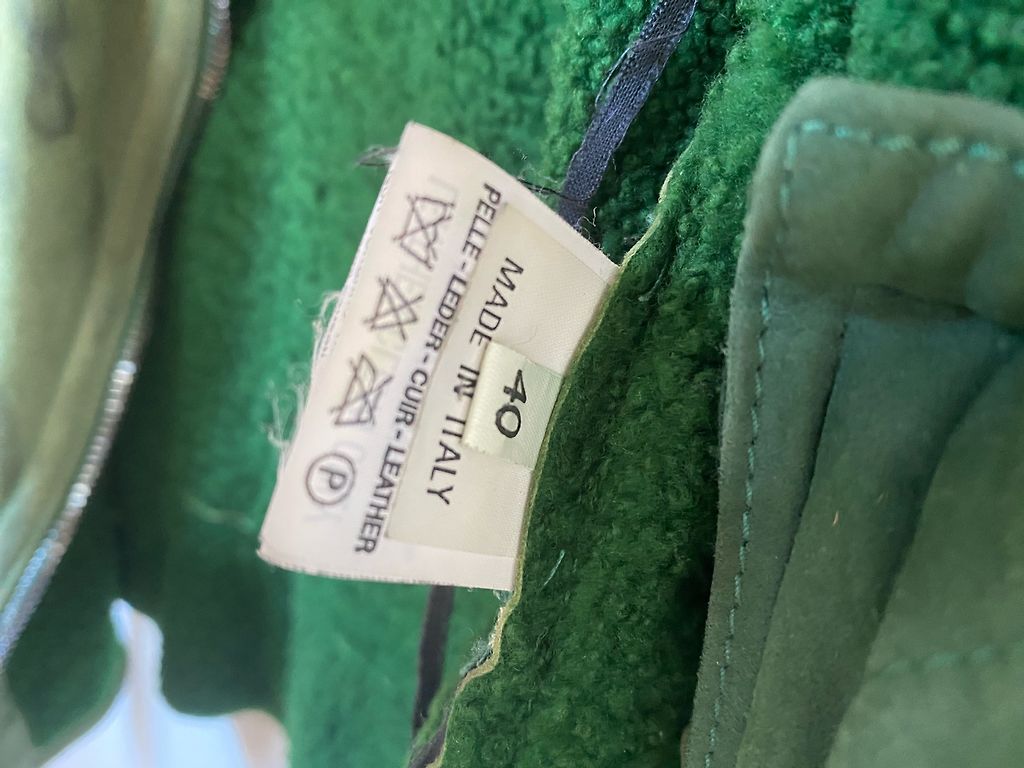 40
MADE IN ITALY
PELLE-LEDER-CUIR-LEATHER
P